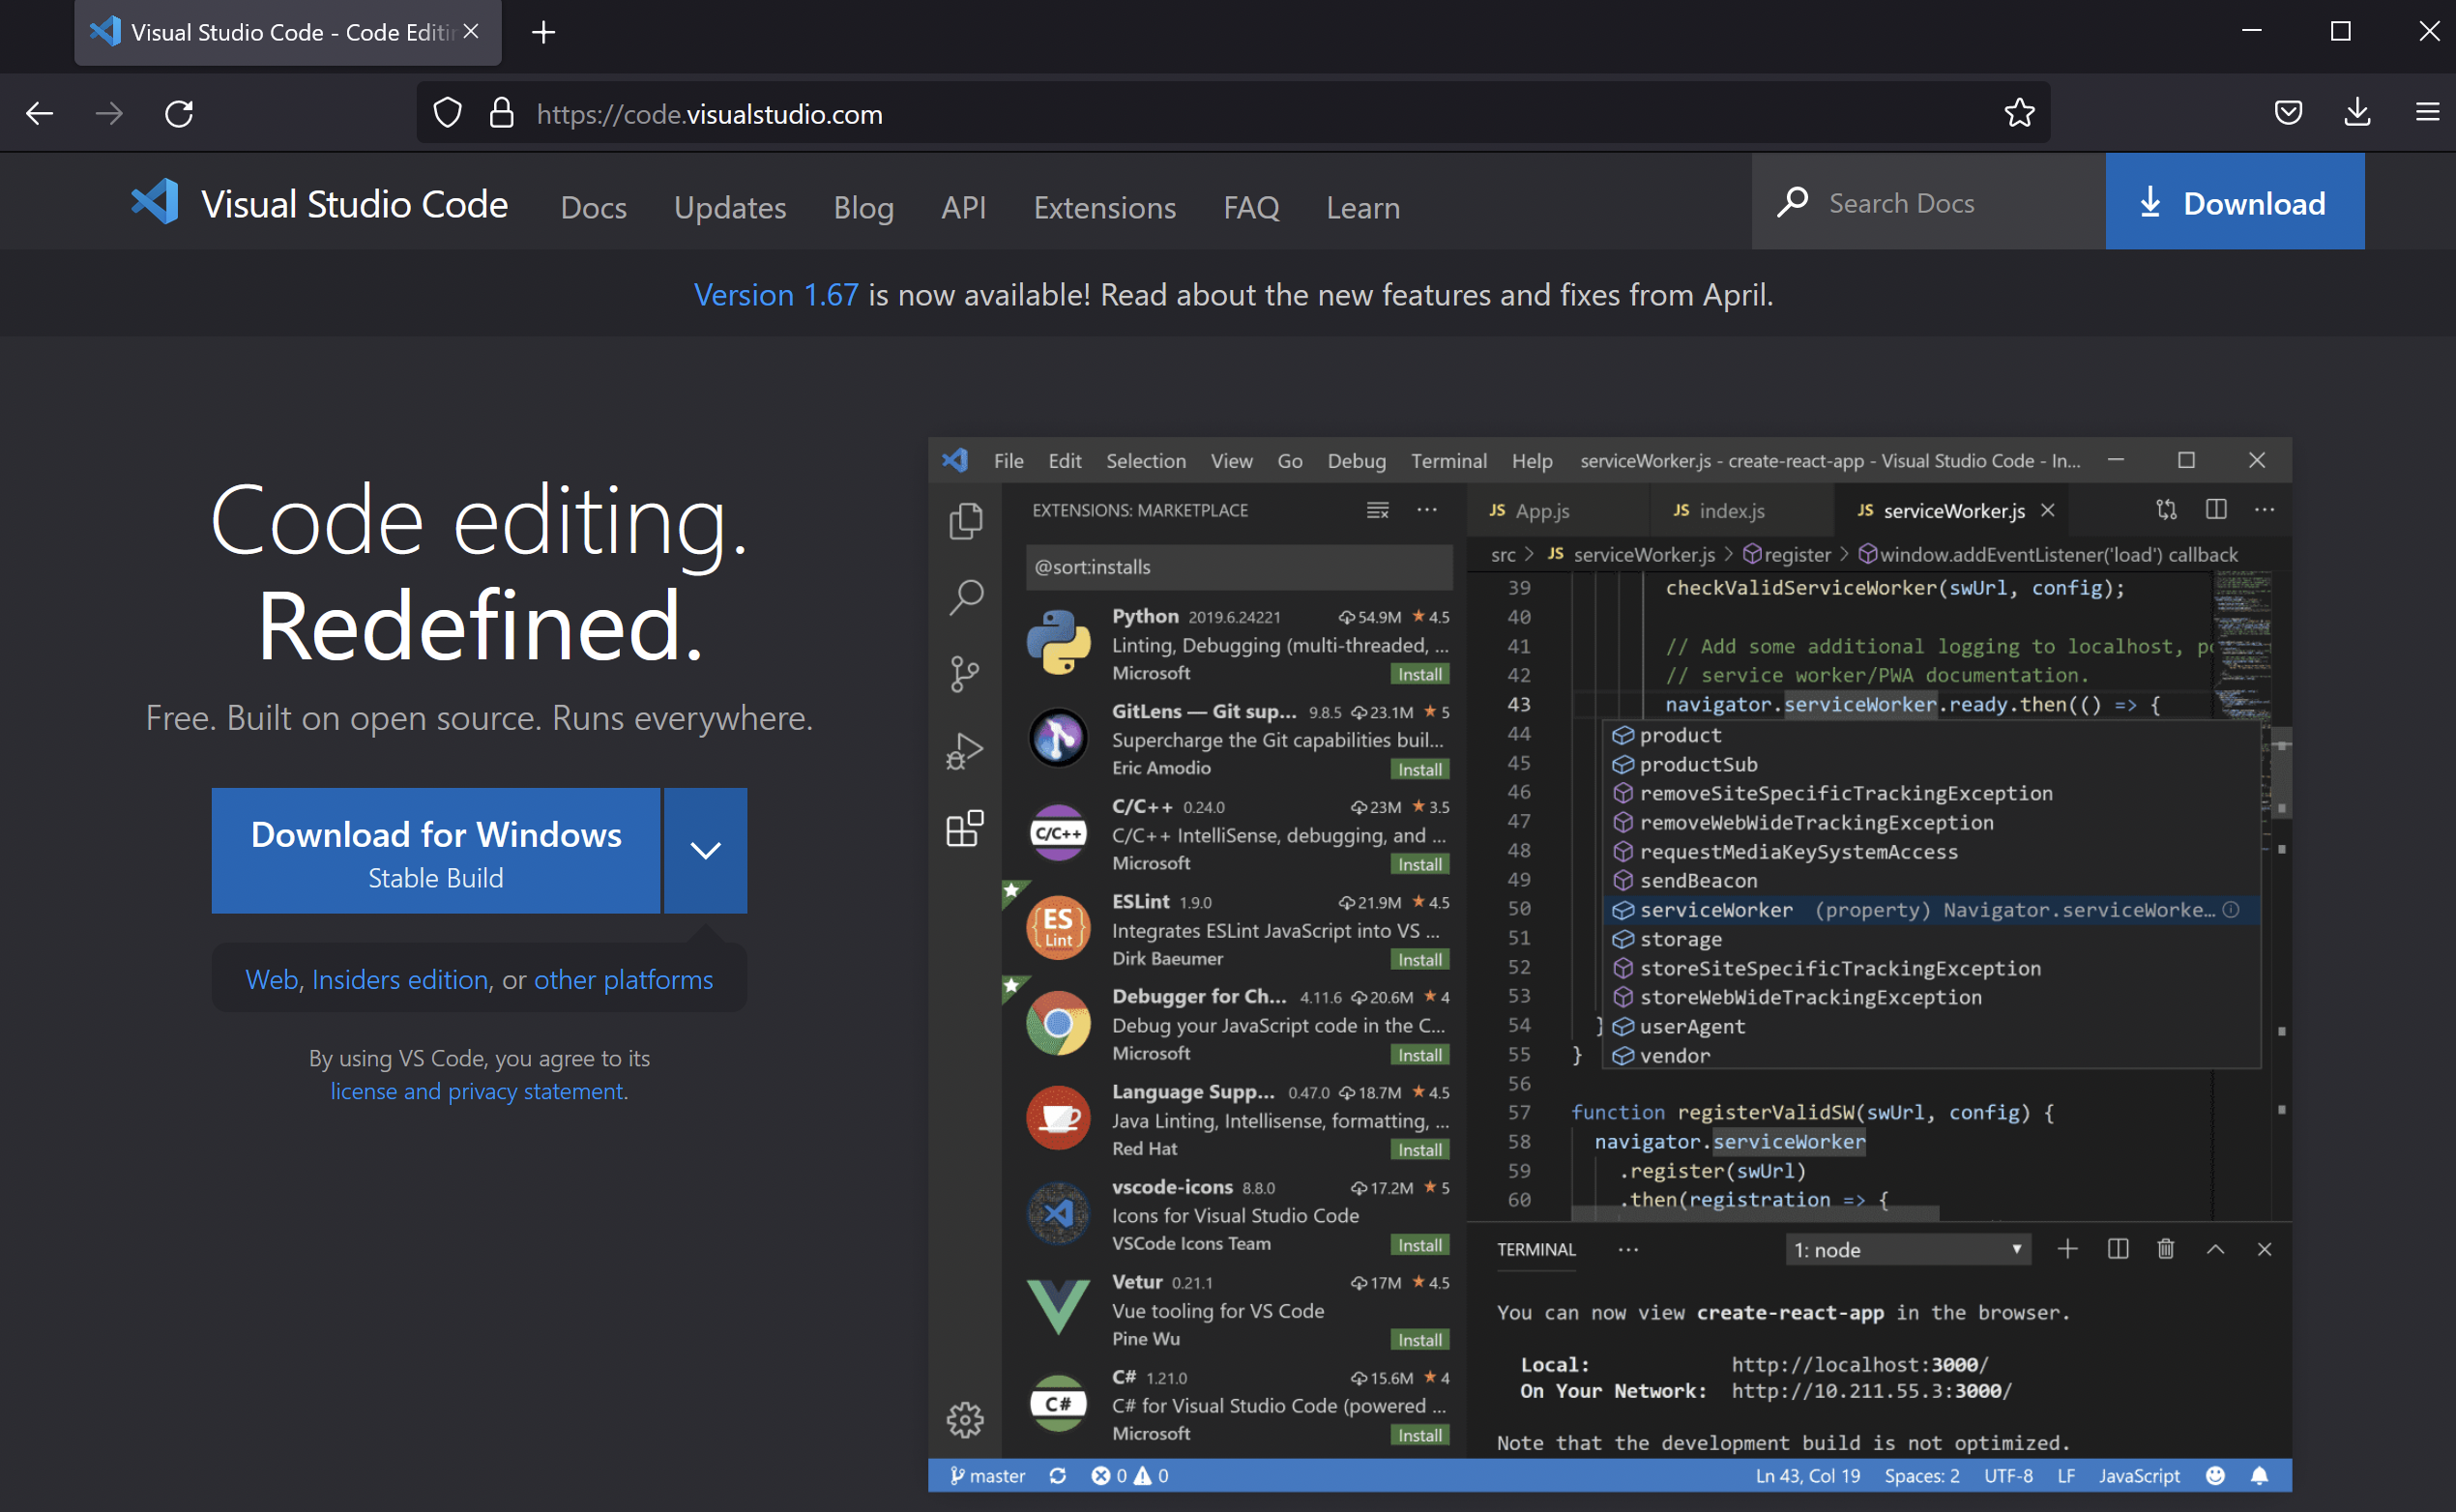 Visual Studio Code - Code Editin
https://code.visualstudio.com
Visual Studio Code
Docs
Updates
Blog
API
Extensions
FAQ
Learn
Search Docs
Download
Version 1.67 is now available! Read about the new features and fixes from April.
Code editing.
Redefined.
Free. Built on open source. Runs everywhere.
Download for Windows
Stable Build
Web, Insiders edition, or other platforms
By using VS Code, you agree to its
license and privacy statement.
File Edit Selection View Go Debug Terminal Help serviceWorker.js - create-react-app - Visual Studio Code - In...
EXTENSIONS: MARKETPLACE
@sort:installs
Python 2019.6.24221 54.9M 4.5
Linting, Debugging (multi-threaded, ...
Microsoft Install
GitLens — Git sup... 9.8.5 23.1M 5
Supercharge the Git capabilities buil...
Eric Amodio Install
C/C++
C/C++ 0.24.0 23M 3.5
C/C++ IntelliSense, debugging, and ...
Microsoft Install
ES
Lint
ESLint 1.9.0 21.9M 4.5
Integrates ESLint JavaScript into VS ...
Dirk Baeumer Install
Debugger for Ch... 4.11.6 20.6M 4
Debug your JavaScript code in the C...
Microsoft Install
Language Supp... 0.47.0 18.7M 4.5
Java Linting, Intellisense, formatting, ...
Red Hat Install
vscode-icons 8.8.0 17.2M 5
Icons for Visual Studio Code
VSCode Icons Team Install
Vetur 0.21.1 17M 4.5
Vue tooling for VS Code
Pine Wu Install
C#
C# 1.21.0 15.6M 4
C# for Visual Studio Code (powered ...
Microsoft Install
JS App.js
JS index.js
JS serviceWorker.js
src > JS serviceWorker.js > register > window.addEventListener('load') callback
39 checkValidServiceWorker(swUrl, config);
40
41 // Add some additional logging to localhost, po
42 // service worker/PWA documentation.
43 navigator.serviceWorker.ready.then(() => {
44 product
45 productSub
46 removeSiteSpecificTrackingException
47 removeWebWideTrackingException
48 requestMediaKeySystemAccess
49 sendBeacon
50 serviceWorker (property) Navigator.serviceWorke...
51 storage
52 storeSiteSpecificTrackingException
53 storeWebWideTrackingException
54 } userAgent
55 } vendor
56
57 function registerValidSW(swUrl, config) {
58 navigator.serviceWorker
59 .register(swUrl)
60 .then(registration => {
TERMINAL ... 1: node
You can now view create-react-app in the browser.
Local: http://localhost:3000/
On Your Network: http://10.211.55.3:3000/
Note that the development build is not optimized.
master 0 0 Ln 43, Col 19 Spaces: 2 UTF-8 LF JavaScript